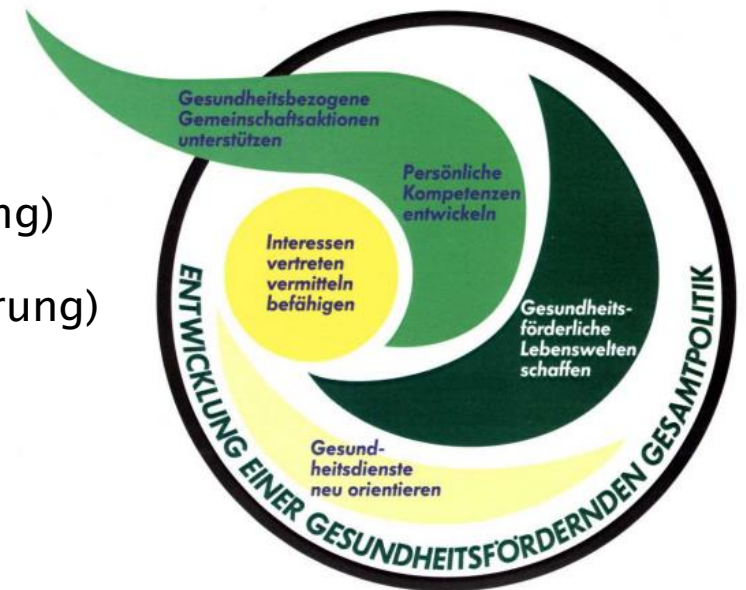 ng)
rung)
Gesundheitsbezogene
Gemeinschaftsaktionen
unterstützen
Persönliche
Kompetenzen
entwickeln
Interessen
vertreten
vermitteln
befähigen
Gesundheits-
förderliche
Lebenswelten
schaffen
Gesund-
heitsdienste
neu orientieren
ENTWICKLUNG EINER GESUNDHEITSFÖRDERNDEN GESAMTPOLITIK